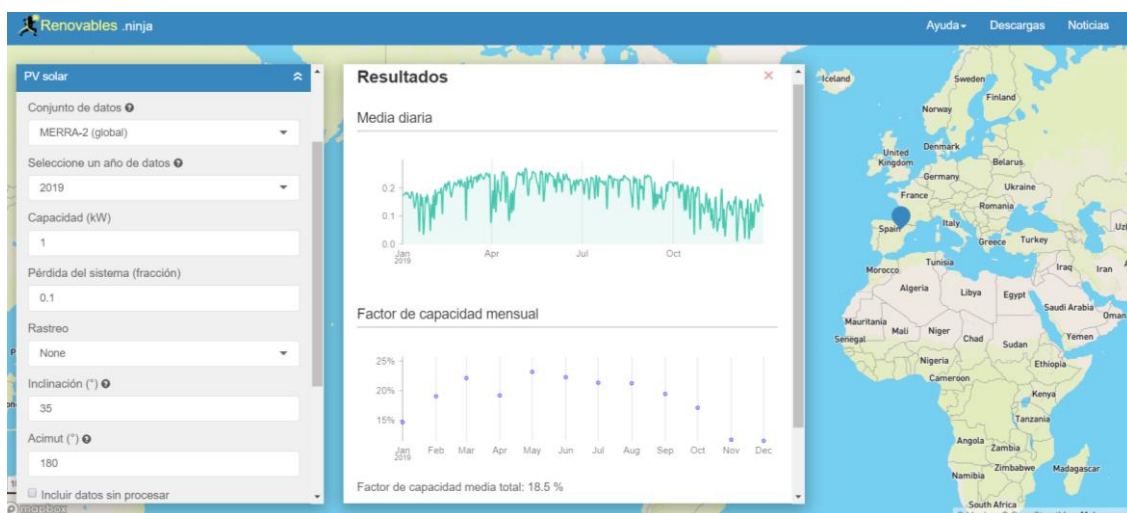 Renovables .ninja
Ayuda
Descargas
Noticias
PV solar
Conjunto de datos
MERRA-2 (global)
Seleccione un año de datos
2019
Capacidad (kW)
1
Pérdida del sistema (fracción)
0.1
Rastreo
None
Inclinación (°)
35
Acimut (°)
180
Incluir datos sin procesar
mapbox
Resultados
×
Media diaria
0.2
0.1
0.0
Jan Apr Jul Oct
2019
Factor de capacidad mensual
25%
20%
15%
Jan Feb Mar Apr May Jun Jul Aug Sep Oct Nov Dec
2019
Factor de capacidad media total: 18.5 %
Iceland
Sweden
Finland
Norway
United
Kingdom
Denmark
Belarus
Germany
Ukraine
France
Romania
Spain
Italy
Greece
Turkey
Tunisia
Morocco
Iraq
Iran
Algeria
Libya
Egypt
Saudi Arabia
Oman
Mauritania
Mali
Niger
Chad
Sudan
Yemen
Senegal
Nigeria
Ethiopia
Cameroon
Kenya
Tanzania
Angola
Zambia
Zimbabwe
Madagascar
Namibia
South Africa